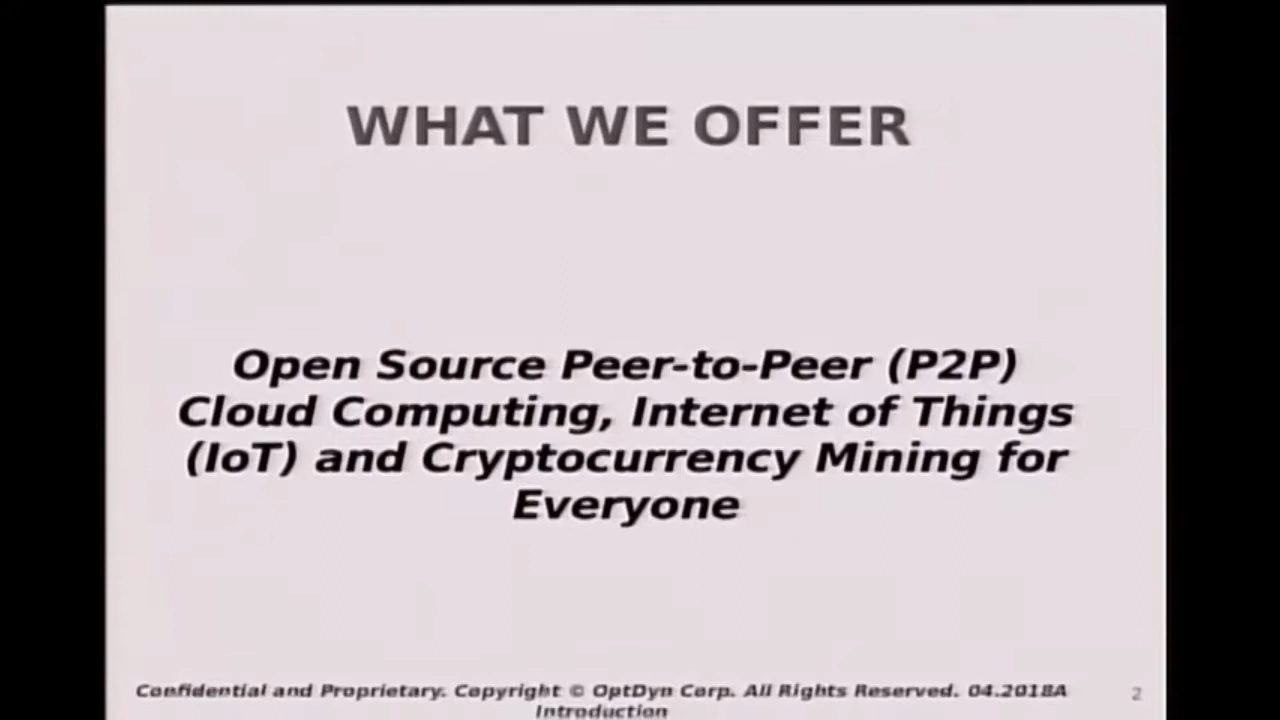 WHAT WE OFFER
Open Source Peer-to-Peer (P2P)
Cloud Computing, Internet of Things
(IoT) and Cryptocurrency Mining for
Everyone
Confidential and Proprietary. Copyright © OptDyn Corp. All Rights Reserved. 04.2018A
Introduction
2